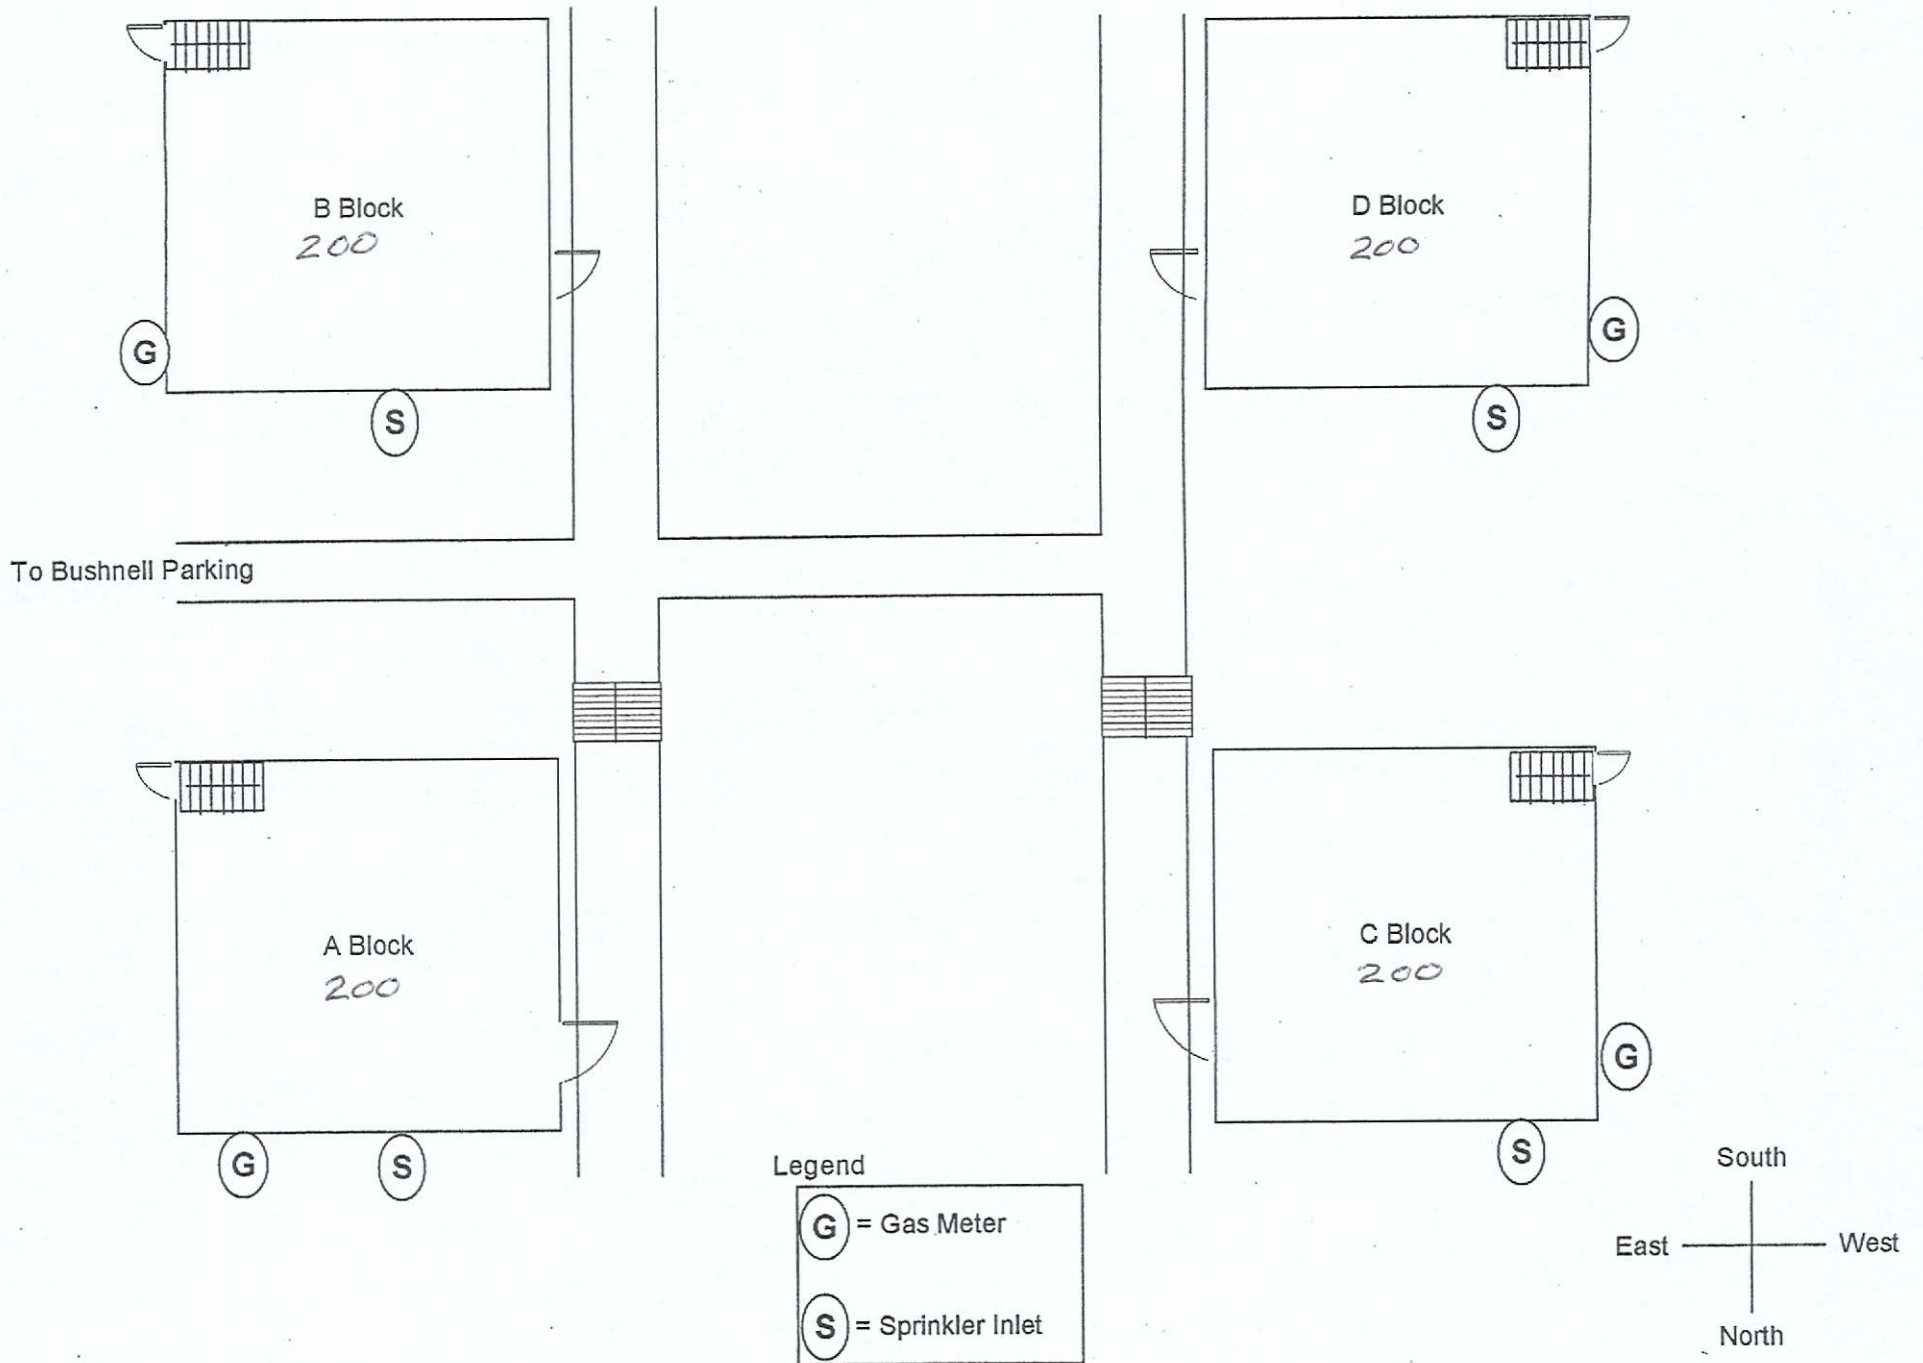 B Block
200
D Block
200
G
G
S
S
To Bushnell Parking
A Block
200
C Block
200
G
G
S
S
Legend
G = Gas Meter
S = Sprinkler Inlet
South
East
West
North